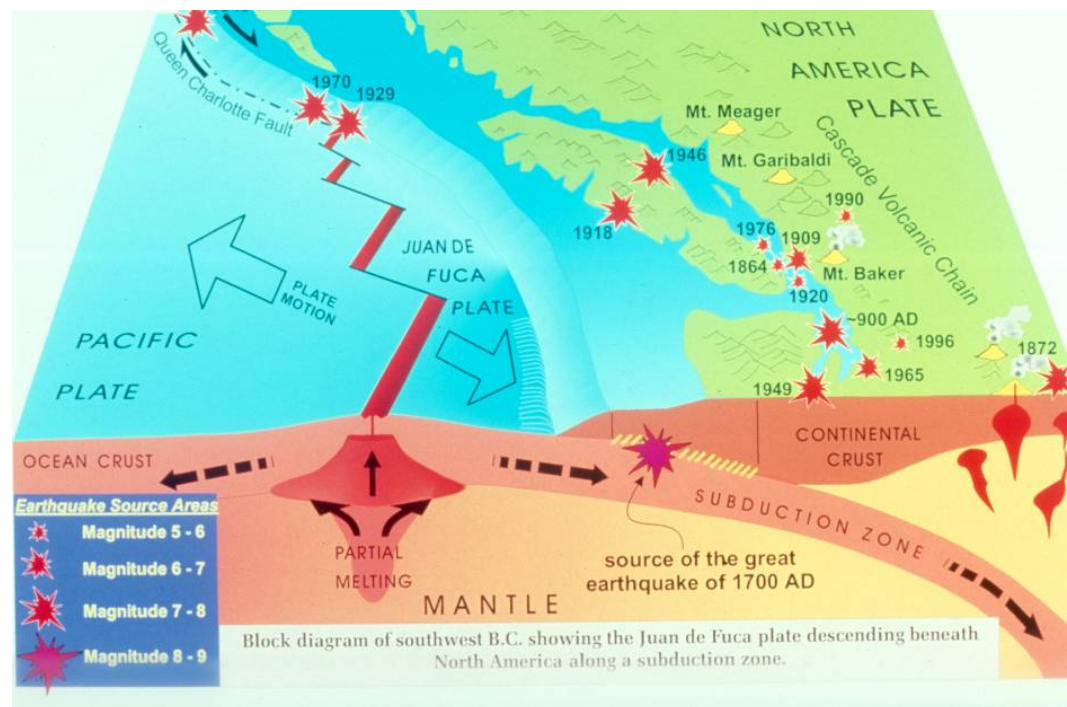 NORTH
AMERICA
PLATE
Queen Charlotte Fault
1970
1929
Mt. Meager
Cascade Volcanic Chain
1946
Mt. Garibaldi
1990
1918
1976
1909
1864
Mt. Baker
1920
JUAN DE
FUCA
PLATE
PLATE
MOTION
~900 AD
PACIFIC
PLATE
1996
1872
1965
1949
OCEAN CRUST
CONTINENTAL
CRUST
SUBDUCTION ZONE
Earthquake Source Areas
Magnitude 5 - 6
Magnitude 6 - 7
Magnitude 7 - 8
Magnitude 8 - 9
PARTIAL
MELTING
source of the great
earthquake of 1700 AD
MANTLE
Block diagram of southwest B.C. showing the Juan de Fuca plate descending beneath
North America along a subduction zone.